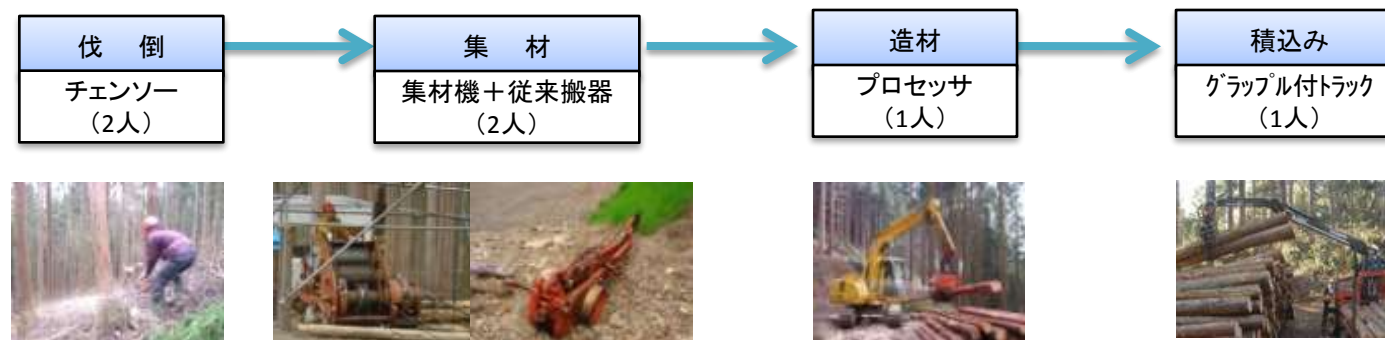 伐　倒
チェンソー
（2人）
集　材
集材機＋従来搬器
（2人）
造材
プロセッサ
（1人）
積込み
ｸﾞﾗｯﾌﾟﾙ付ﾄﾗｯｸ
（1人）